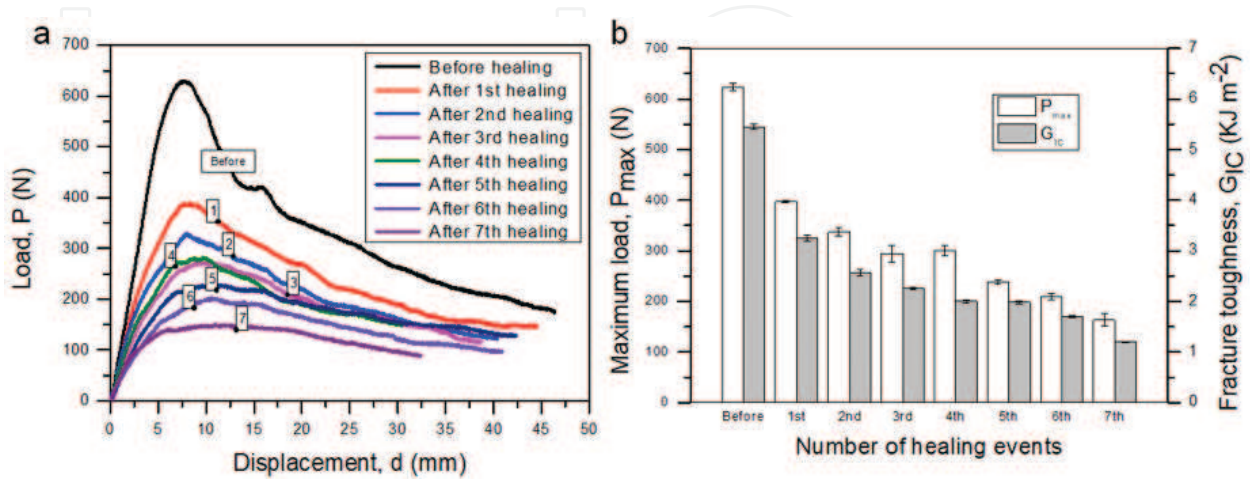 a
700
600
500
400
300
200
100
0
Load, P (N)
0 5 10 15 20 25 30 35 40 45 50
Displacement, d (mm)
Before healing
After 1st healing
After 2nd healing
After 3rd healing
After 4th healing
After 5th healing
After 6th healing
After 7th healing
Before
1
2
3
4
5
6
7
b
700
600
500
400
300
200
100
0
Maximum load, Pmax (N)
Before 1st 2nd 3rd 4th 5th 6th 7th
Number of healing events
Pmax
GIC
7
6
5
4
3
2
1
0
Fracture toughness, GIC (KJ m-2)